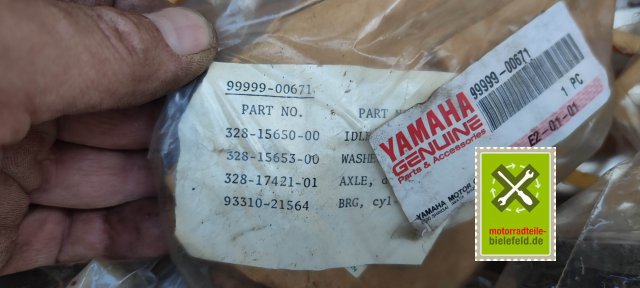 99999-00671
PART NO. PART
328-15650-00 IDL
328-15653-00 WASHE
328-17421-01 AXLE,
93310-21564 BRG, cyl
YAMAHA
GENUINE
Parts & Accessories
YAMAHA MOTOR
99999-00671
1 PC
E2-01-01
motorradteile-
bielefeld.de